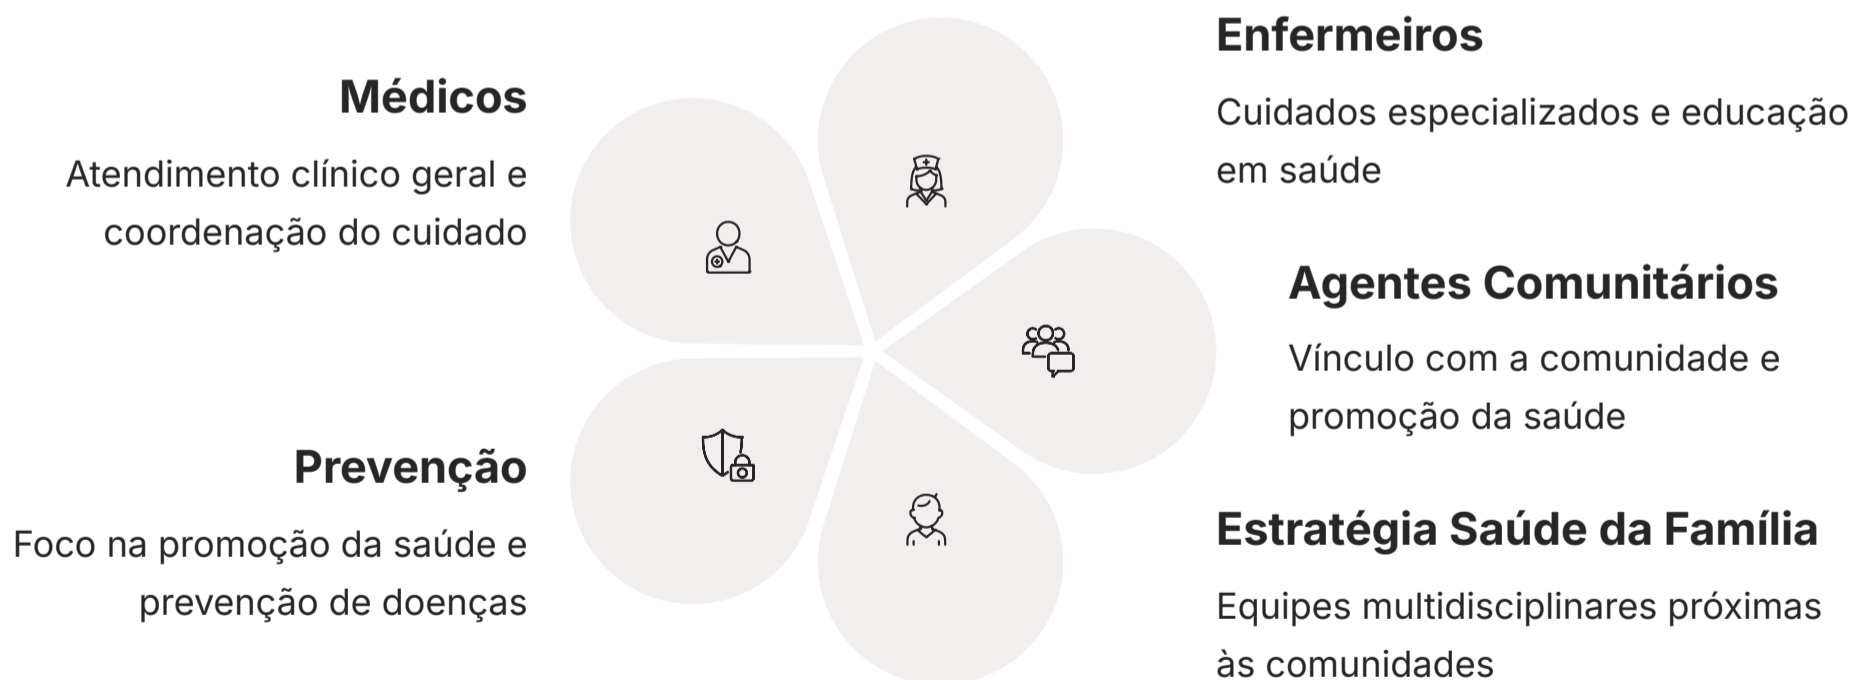 Médicos
Atendimento clínico geral e
coordenação do cuidado
Prevenção
Foco na promoção da saúde e
prevenção de doenças
Enfermeiros
Cuidados especializados e educação
em saúde
Agentes Comunitários
Vínculo com a comunidade e
promoção da saúde
Estratégia Saúde da Família
Equipes multidisciplinares próximas
às comunidades